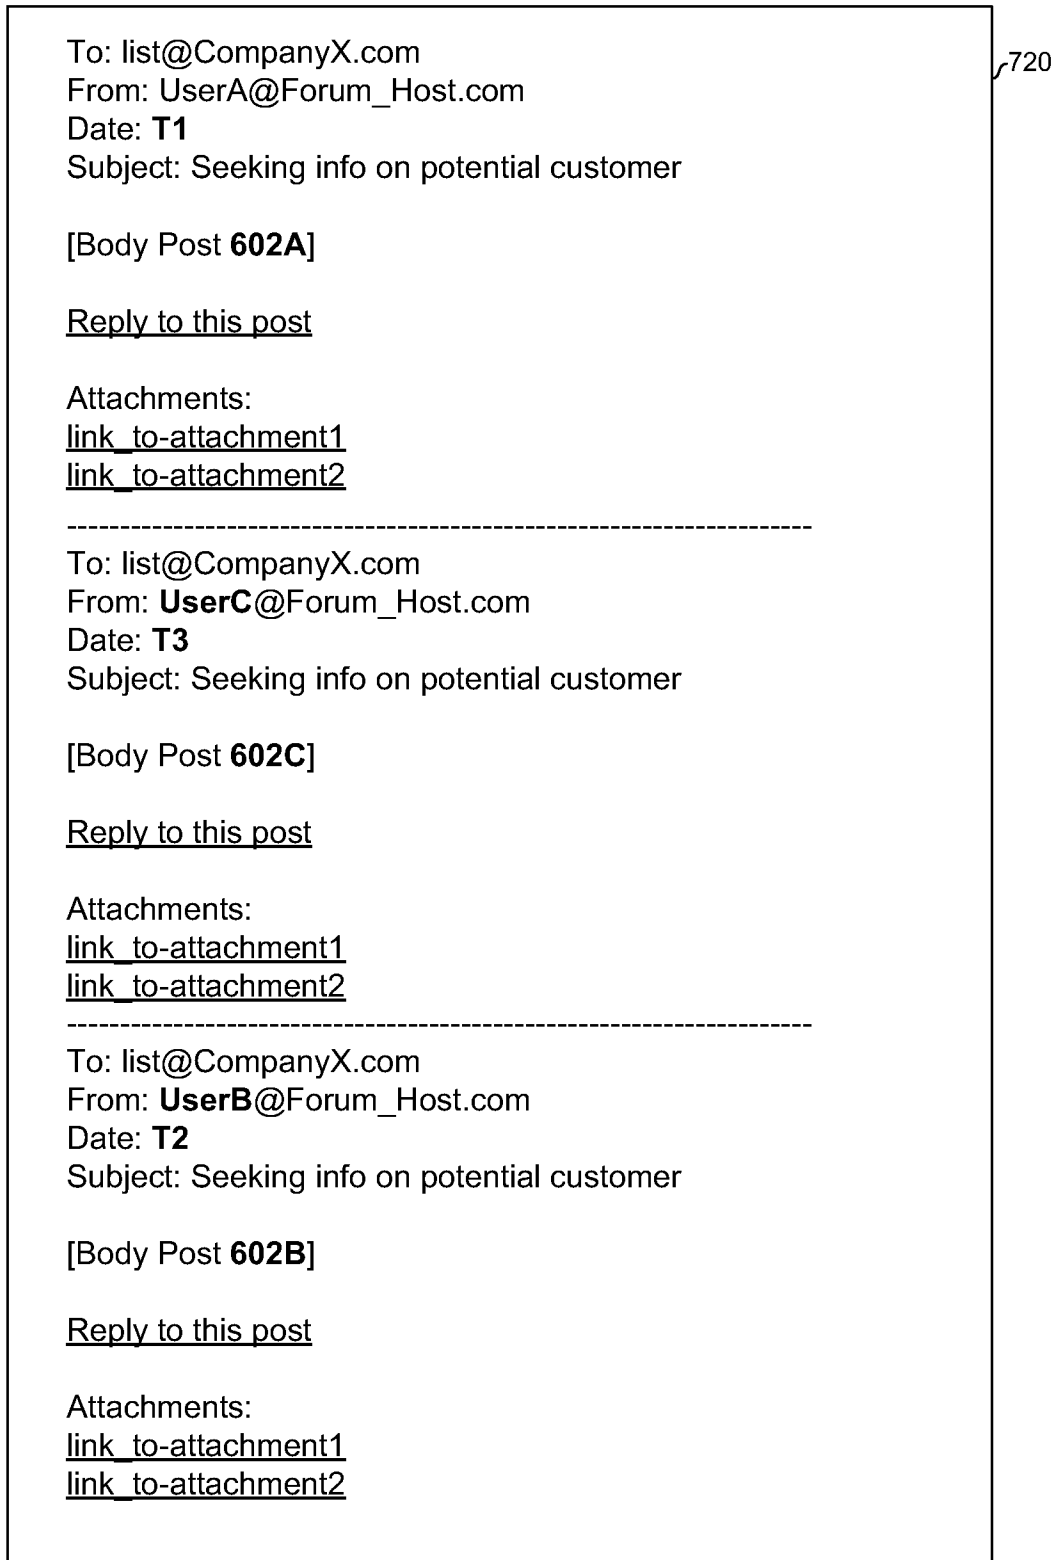 To: list@CompanyX.com
720
From: UserA@Forum_Host.com
Date: T1
Subject: Seeking info on potential customer
[Body Post 602A]
Reply to this post
Attachments:
link_to-attachment1
link_to-attachment2
-----------------------------------------------------------------------
To: list@CompanyX.com
From: UserC@Forum_Host.com
Date: T3
Subject: Seeking info on potential customer
[Body Post 602C]
Reply to this post
Attachments:
link_to-attachment1
link_to-attachment2
-----------------------------------------------------------------------
To: list@CompanyX.com
From: UserB@Forum_Host.com
Date: T2
Subject: Seeking info on potential customer
[Body Post 602B]
Reply to this post
Attachments:
link_to-attachment1
link_to-attachment2